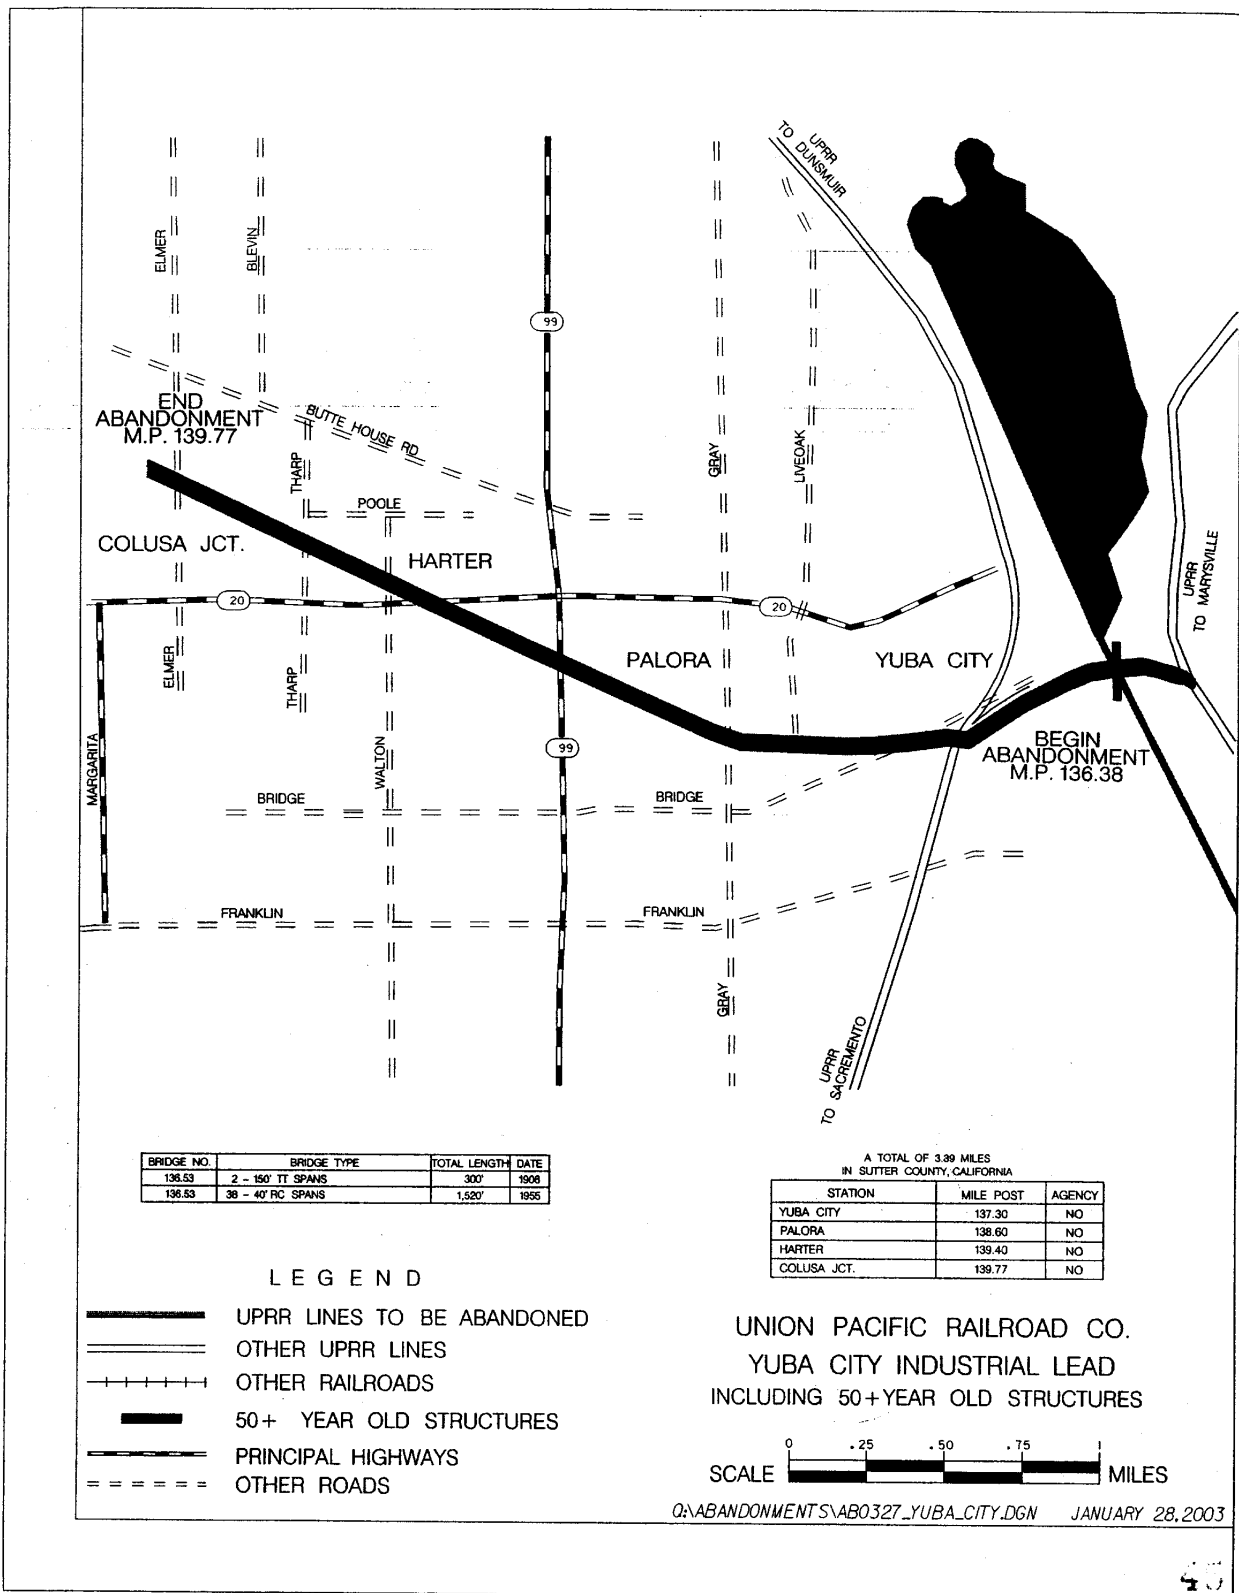 TO DUNSMUIR
UPRR
ELMER
BLEVIN
99
END
ABANDONMENT
M.P. 139.77
BUTTE HOUSE RD
THARP
POOLE
GRAY
LIVEOAK
COLUSA JCT.
HARTER
20
20
UPRR
TO MARYSVILLE
ELMER
THARP
PALORA
YUBA CITY
MARGARITA
WALTON
99
BEGIN
ABANDONMENT
M.P. 136.38
BRIDGE
BRIDGE
FRANKLIN
FRANKLIN
GRAY
UPRR
TO SACREMENTO
BRIDGE NO. BRIDGE TYPE TOTAL LENGTH DATE
136.53 2 - 150' TT SPANS 300' 1906
136.53 38 - 40' RC SPANS 1,520' 1955
A TOTAL OF 3.39 MILES
IN SUTTER COUNTY, CALIFORNIA
STATION MILE POST AGENCY
YUBA CITY 137.30 NO
PALORA 138.60 NO
HARTER 139.40 NO
COLUSA JCT. 139.77 NO
LEGEND
UPRR LINES TO BE ABANDONED
OTHER UPRR LINES
OTHER RAILROADS
50+ YEAR OLD STRUCTURES
PRINCIPAL HIGHWAYS
OTHER ROADS
UNION PACIFIC RAILROAD CO.
YUBA CITY INDUSTRIAL LEAD
INCLUDING 50+YEAR OLD STRUCTURES
0 .25 .50 .75 1
SCALE MILES
Q:\ABANDONMENTS\AB0327_YUBA_CITY.DGN JANUARY 28,2003